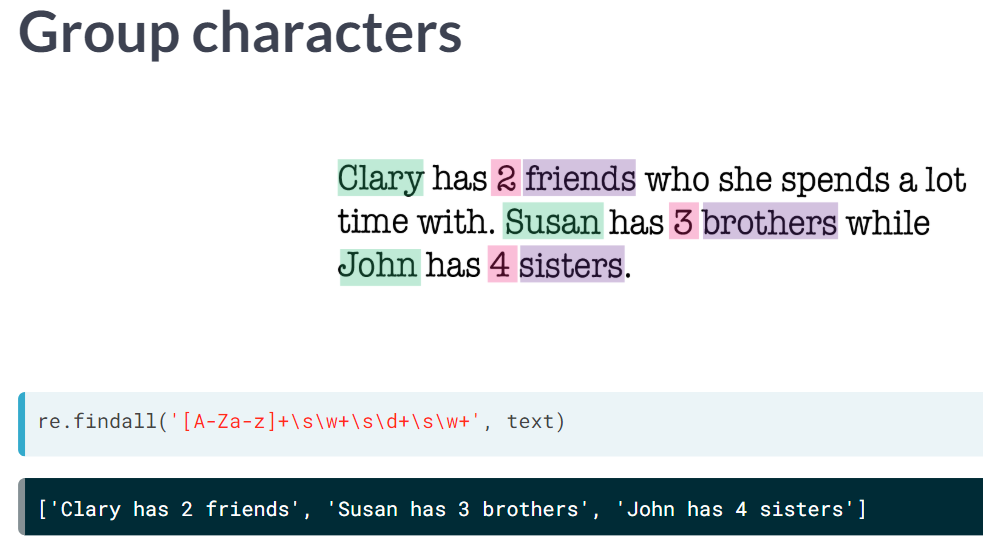 Group characters
Clary has 2 friends who she spends a lot
time with. Susan has 3 brothers while
John has 4 sisters.
re.findall('[A-Za-z]+\s\w+\s\d+\s\w+', text)
['Clary has 2 friends', 'Susan has 3 brothers', 'John has 4 sisters']